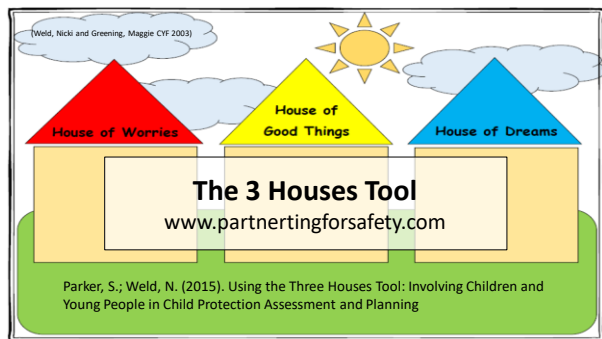 (Weld, Nicki and Greening, Maggie CYF 2003)
House of Worries
House of
Good Things
House of Dreams
The 3 Houses Tool
www.partnertingforsafety.com
Parker, S.; Weld, N. (2015). Using the Three Houses Tool: Involving Children and
Young People in Child Protection Assessment and Planning